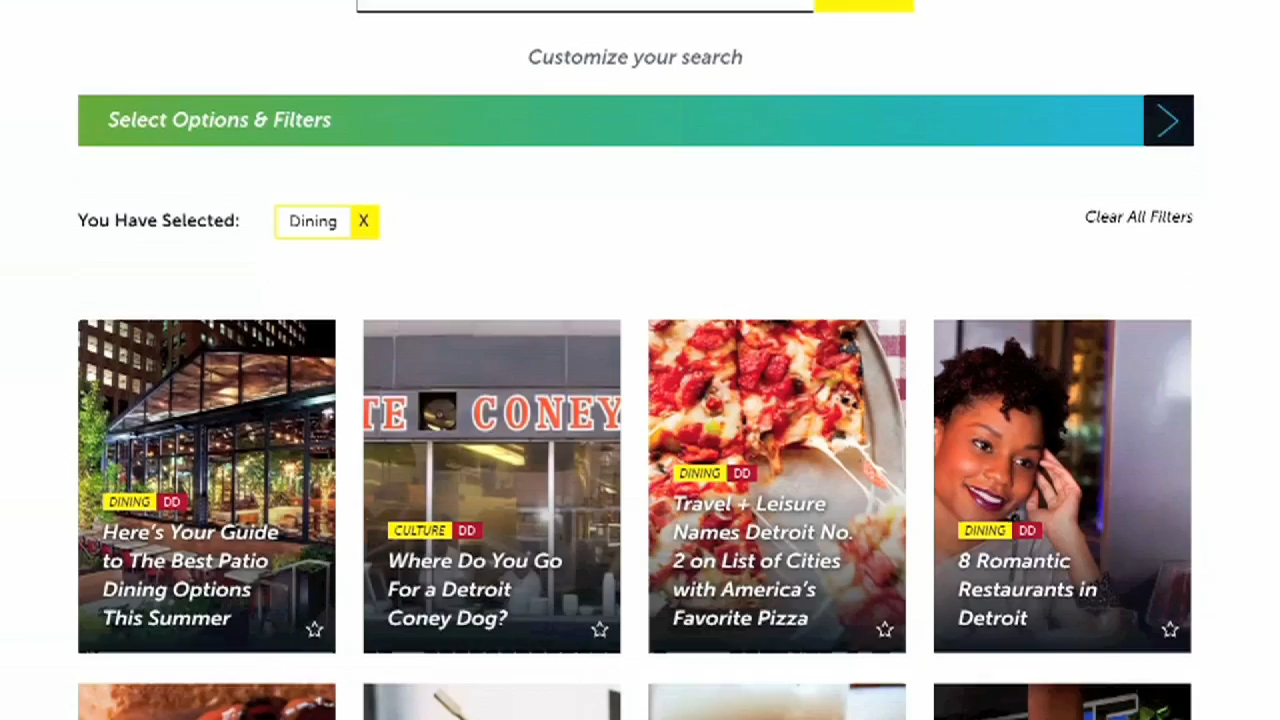 Customize your search
Select Options & Filters
You Have Selected:
Dining
X
Clear All Filters
DINING DD
Here's Your Guide
to The Best Patio
Dining Options
This Summer
TE CONEY
CULTURE DD
Where Do You Go
For a Detroit
Coney Dog?
DINING DD
Travel + Leisure
Names Detroit No.
2 on List of Cities
with America's
Favorite Pizza
DINING DD
8 Romantic
Restaurants in
Detroit